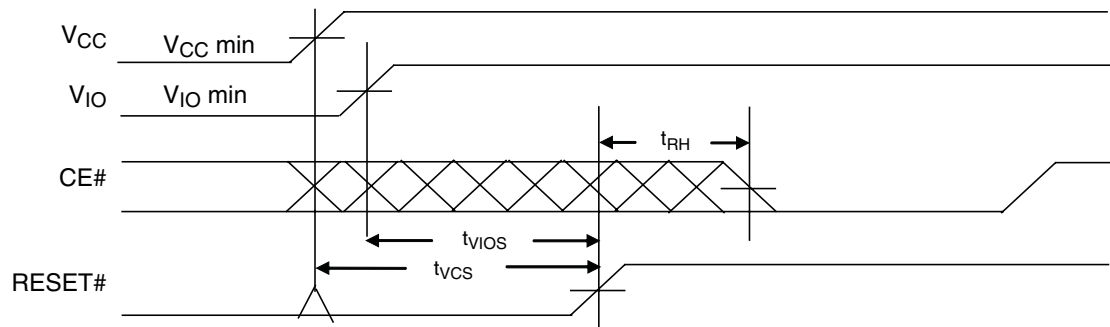 VCC VCC min
VIO VIO min
tRH
CE#
tVIOS
tVCS
RESET#